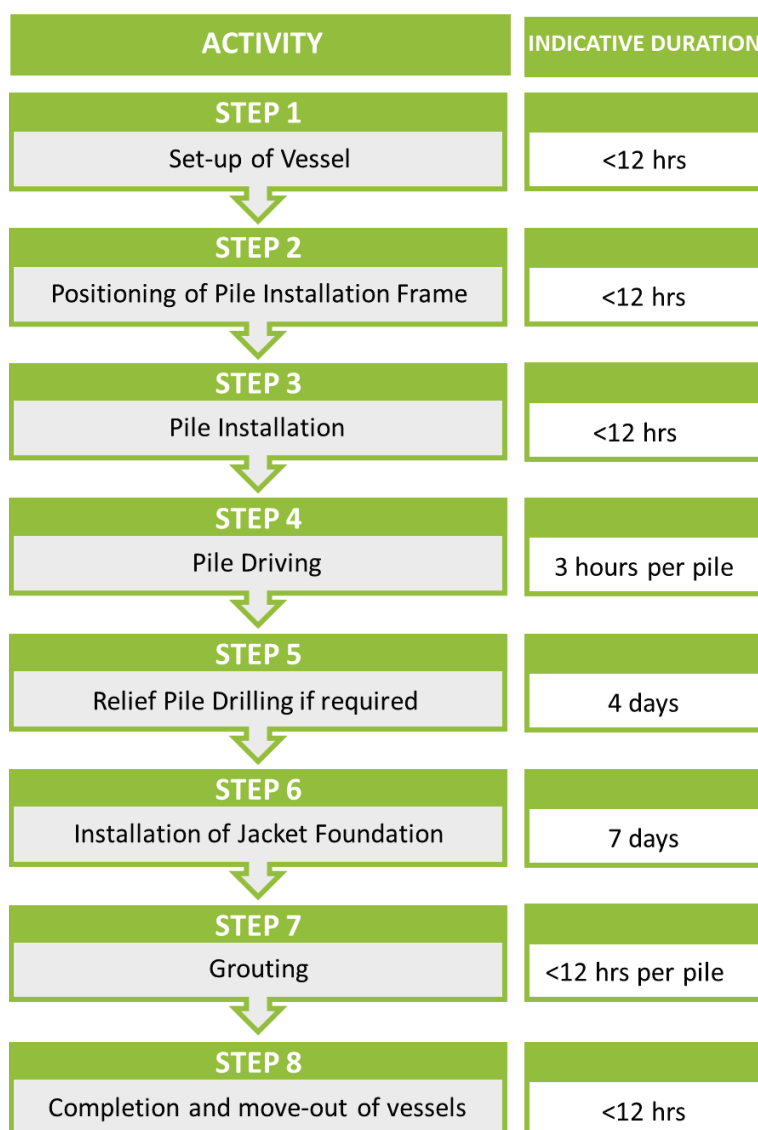 ACTIVITY
INDICATIVE DURATION
STEP 1
Set-up of Vessel
<12 hrs
STEP 2
Positioning of Pile Installation Frame
<12 hrs
STEP 3
Pile Installation
<12 hrs
STEP 4
Pile Driving
3 hours per pile
STEP 5
Relief Pile Drilling if required
4 days
STEP 6
Installation of Jacket Foundation
7 days
STEP 7
Grouting
<12 hrs per pile
STEP 8
Completion and move-out of vessels
<12 hrs